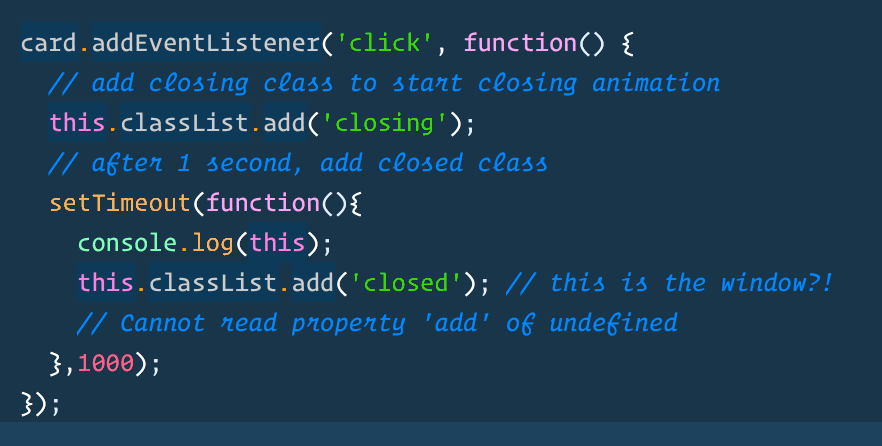 card.addEventListener('click', function() {
// add closing class to start closing animation
this.classList.add('closing');
// after 1 second, add closed class
setTimeout(function(){
console.log(this);
this.classList.add('closed'); // this is the window?!
// Cannot read property 'add' of undefined
},1000);
});